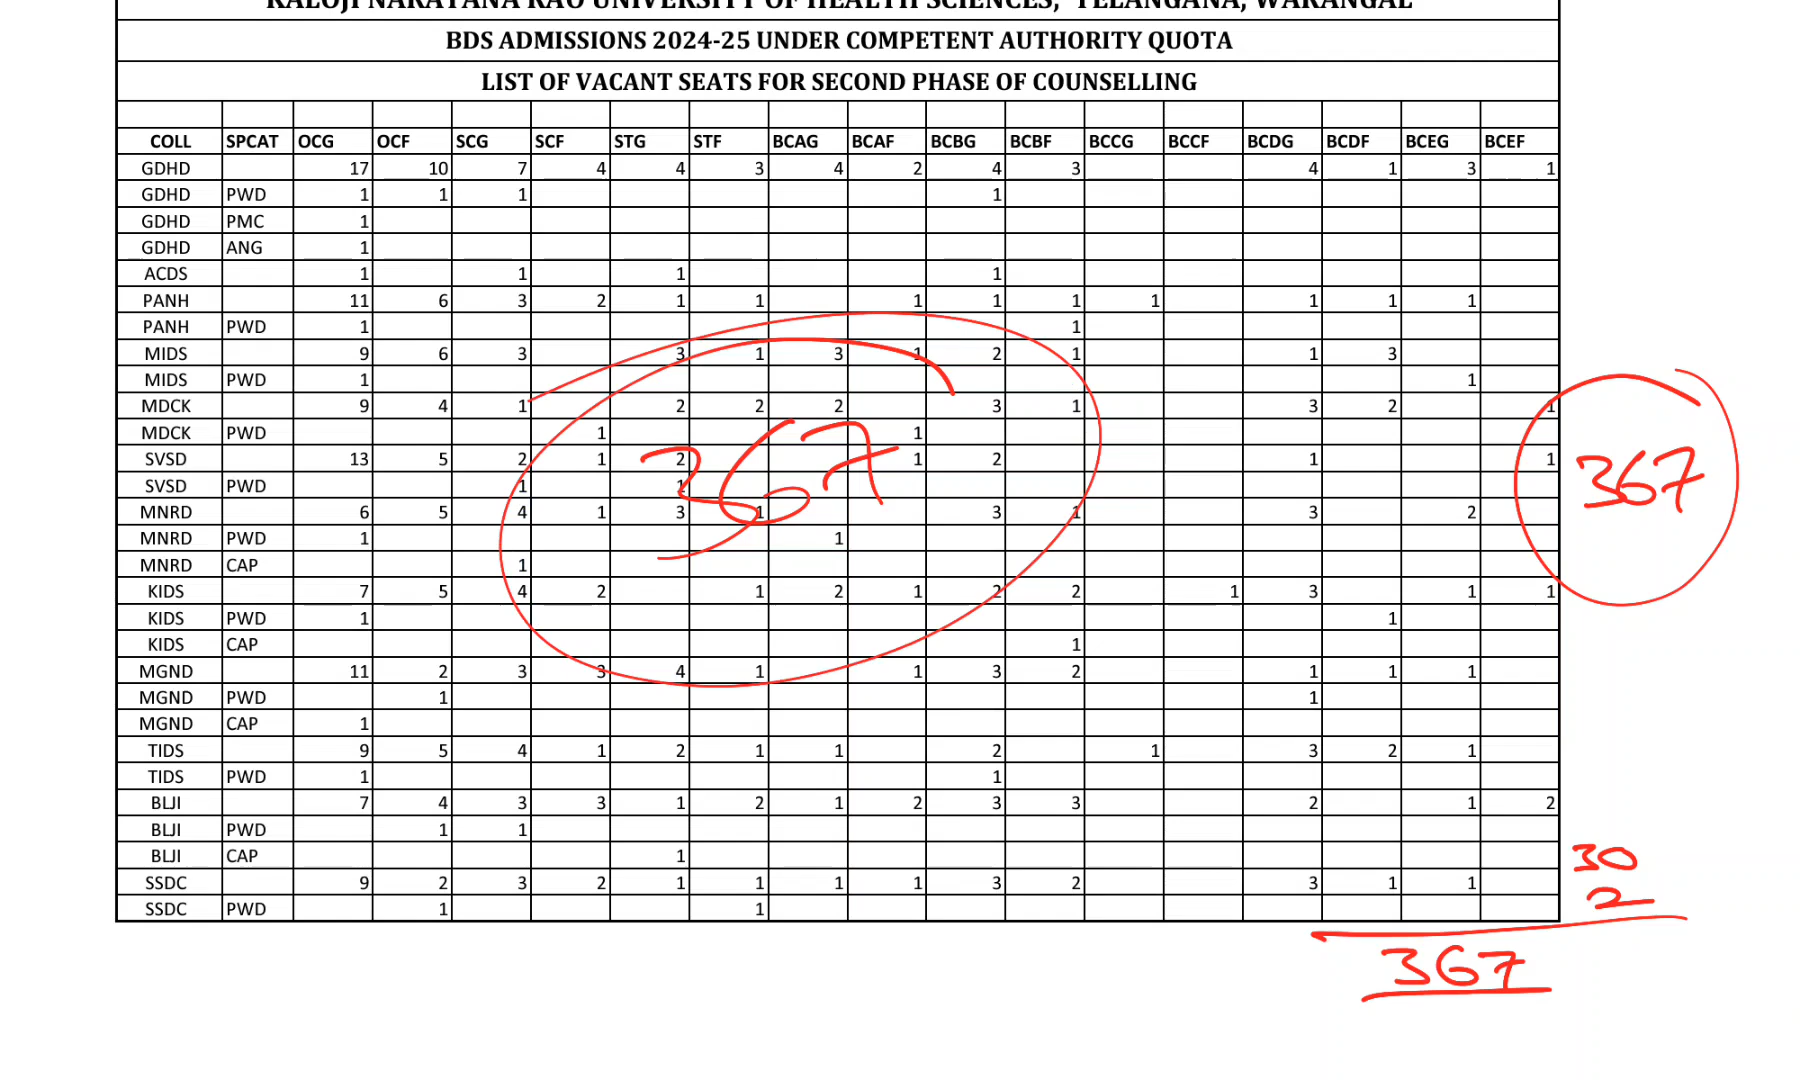 KALOJI NARAYANA RAO UNIVERSITY OF HEALTH SCIENCES, TELANGANA, WARANGAL
BDS ADMISSIONS 2024-25 UNDER COMPETENT AUTHORITY QUOTA
LIST OF VACANT SEATS FOR SECOND PHASE OF COUNSELLING
COLL SPCAT OCG OCF SCG SCF STG STF BCAG BCAF BCBG BCBF BCCG BCCF BCDG BCDF BCEG BCEF
GDHD 17 10 7 4 4 3 4 2 4 3 4 1 3 1
GDHD PWD 1 1 1 1
GDHD PMC 1
GDHD ANG 1
ACDS 1 1 1 1
PANH 11 6 3 2 1 1 1 1 1 1 1 1 1
PANH PWD 1 1
MIDS 9 6 3 3 1 3 1 2 1 1 3
MIDS PWD 1 1
MDCK 9 4 1 2 2 2 3 1 3 2 1
MDCK PWD 1 1
SVSD 13 5 2 1 2 1 2 1 1
SVSD PWD 1 1
MNRD 6 5 4 1 3 1 3 1 3 2
MNRD PWD 1 1
MNRD CAP 1
KIDS 7 5 4 2 1 2 1 2 2 1 3 1 1
KIDS PWD 1 1
KIDS CAP 1
MGND 11 2 3 3 4 1 1 3 2 1 1 1
MGND PWD 1 1
MGND CAP 1
TIDS 9 5 4 1 2 1 1 2 1 3 2 1
TIDS PWD 1 1
BLJI 7 4 3 3 1 2 1 2 3 3 2 1 2
BLJI PWD 1 1
BLJI CAP 1
SSDC 9 2 3 2 1 1 1 1 3 2 3 1 1
SSDC PWD 1 1
367
367
30
2
367